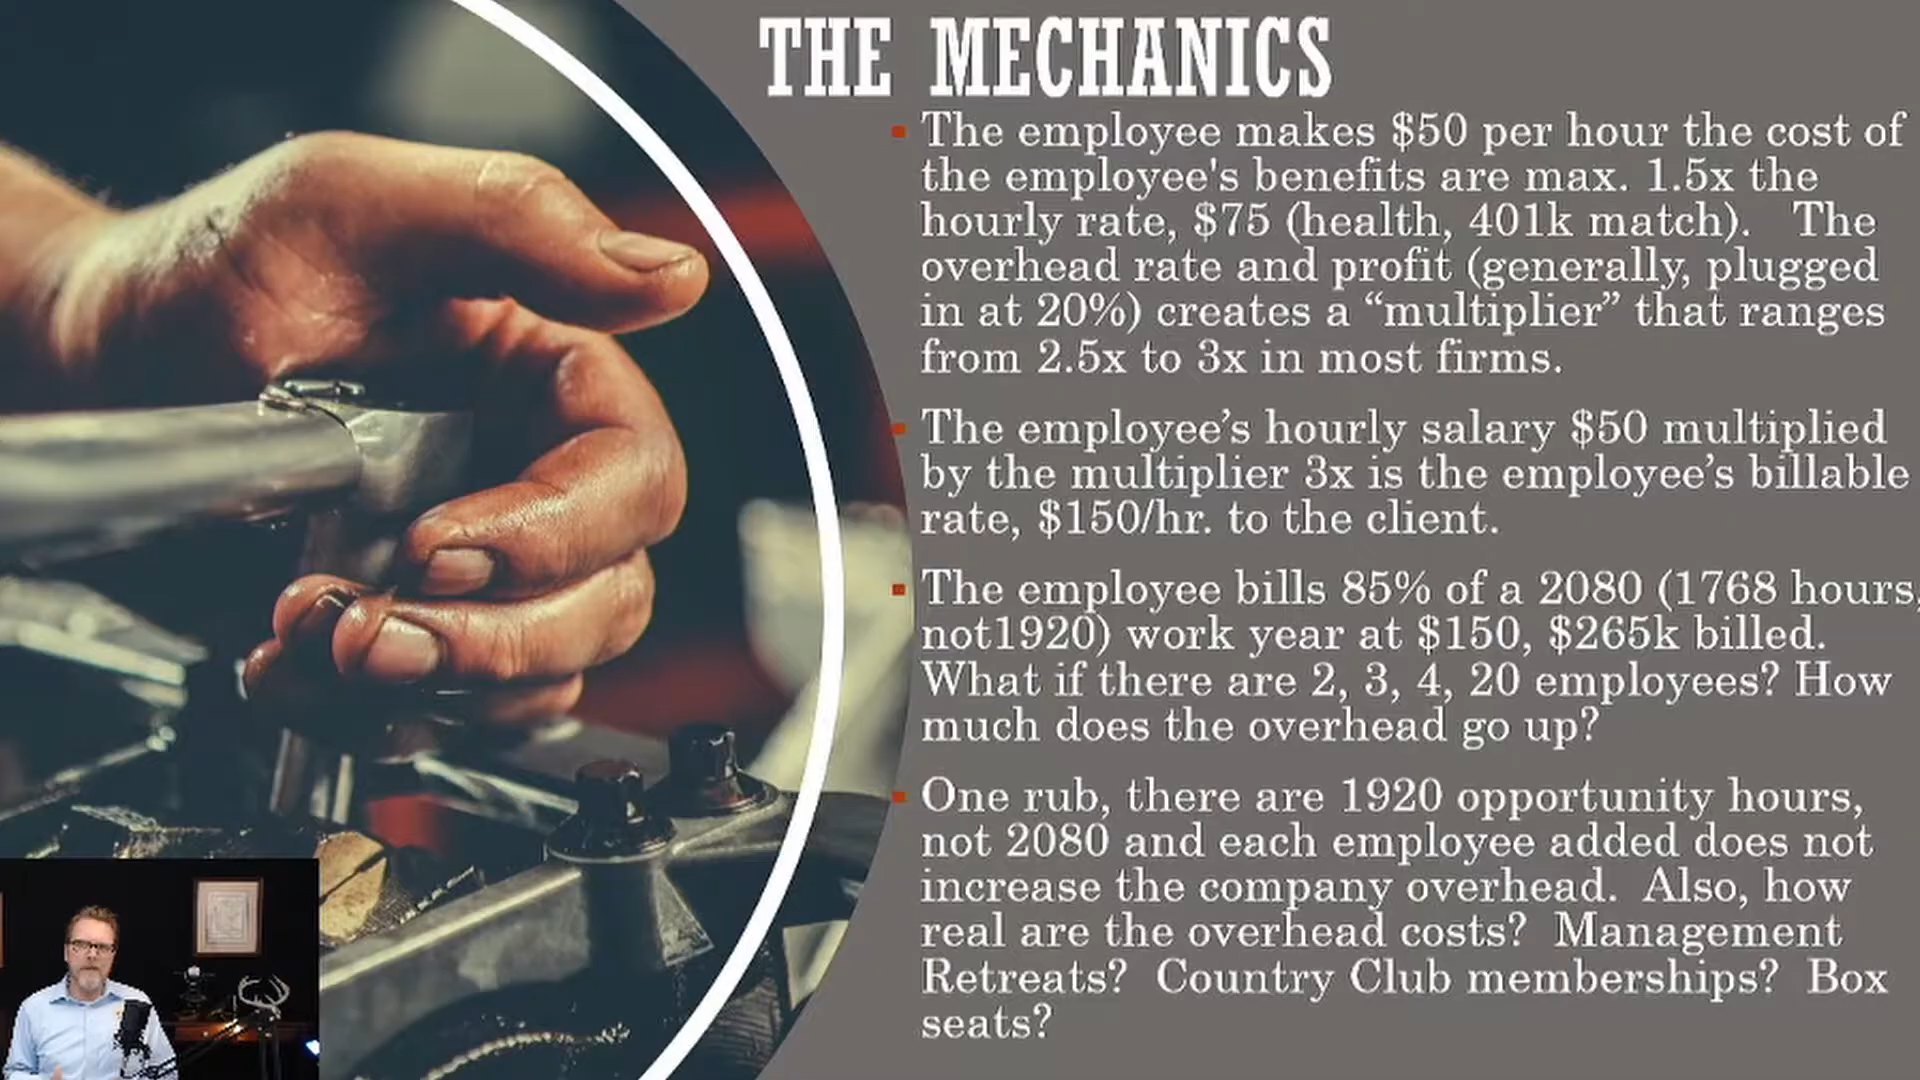 THE MECHANICS
The employee makes $50 per hour the cost of
the employee's benefits are max. 1.5x the
hourly rate, $75 (health, 401k match).   The
overhead rate and profit (generally, plugged
in at 20%) creates a “multiplier” that ranges
from 2.5x to 3x in most firms.
The employee’s hourly salary $50 multiplied
by the multiplier 3x is the employee’s billable
rate, $150/hr. to the client.
The employee bills 85% of a 2080 (1768 hours,
not1920) work year at $150, $265k billed.
What if there are 2, 3, 4, 20 employees? How
much does the overhead go up?
One rub, there are 1920 opportunity hours,
not 2080 and each employee added does not
increase the company overhead.  Also, how
real are the overhead costs?  Management
Retreats?  Country Club memberships?  Box
seats?